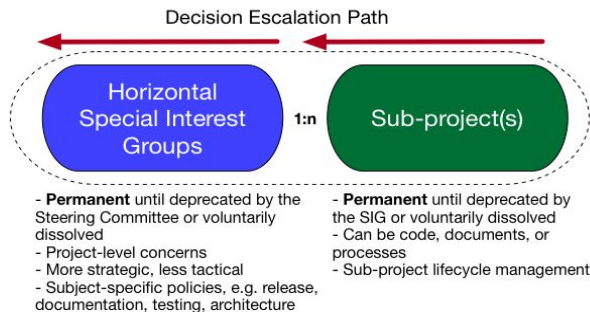 Decision Escalation Path
Horizontal
Special Interest
Groups
1:n
Sub-project(s)
- Permanent until deprecated by the
Steering Committee or voluntarily
dissolved
- Project-level concerns
- More strategic, less tactical
- Subject-specific policies, e.g. release,
documentation, testing, architecture
- Permanent until deprecated by
the SIG or voluntarily dissolved
- Can be code, documents, or
processes
- Sub-project lifecycle management